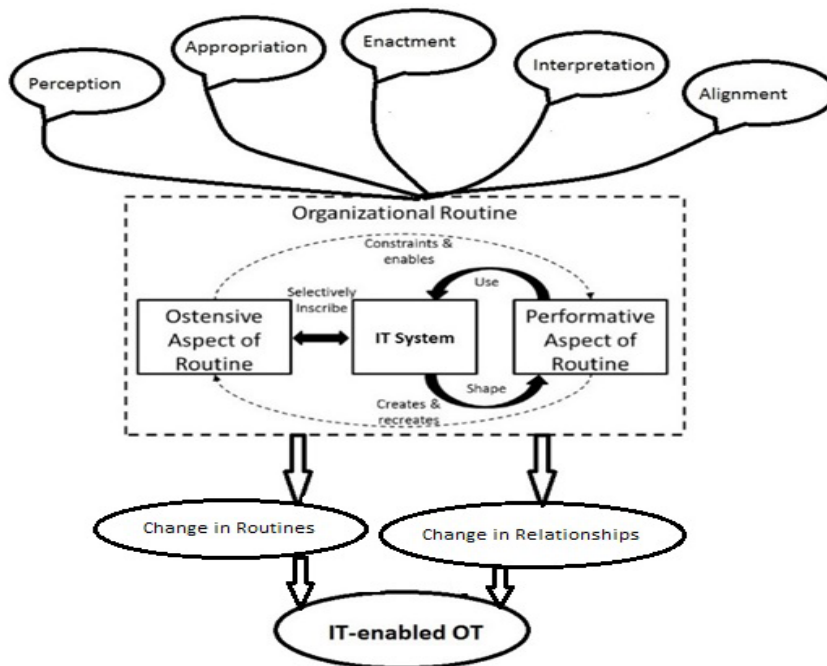 Perception
Appropriation
Enactment
Interpretation
Alignment
Organizational Routine
Constraints &
enables
Selectively
Inscribe
Use
Ostensive
Aspect of
Routine
IT System
Performative
Aspect of
Routine
Shape
Creates &
recreates
Change in Routines
Change in Relationships
IT-enabled OT